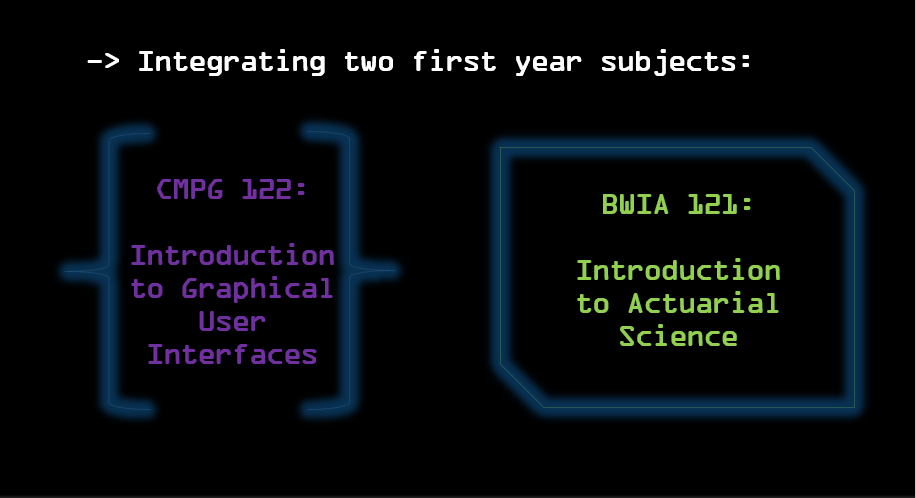 -> Integrating two first year subjects:
CMPG 122:
Introduction
to Graphical
User
Interfaces
BWIA 121:
Introduction
to Actuarial
Science